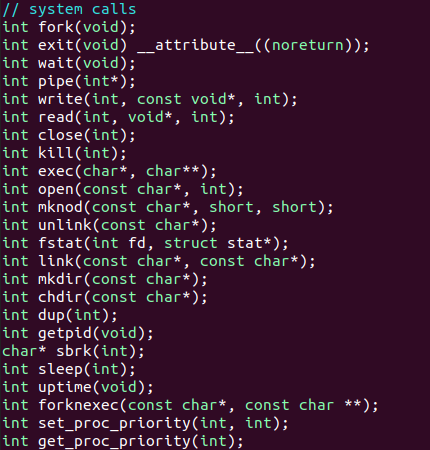 // system calls
int fork(void);
int exit(void) __attribute__((noreturn));
int wait(void);
int pipe(int*);
int write(int, const void*, int);
int read(int, void*, int);
int close(int);
int kill(int);
int exec(char*, char**);
int open(const char*, int);
int mknod(const char*, short, short);
int unlink(const char*);
int fstat(int fd, struct stat*);
int link(const char*, const char*);
int mkdir(const char*);
int chdir(const char*);
int dup(int);
int getpid(void);
char* sbrk(int);
int sleep(int);
int uptime(void);
int forknexec(const char*, const char **);
int set_proc_priority(int, int);
int get_proc_priority(int);